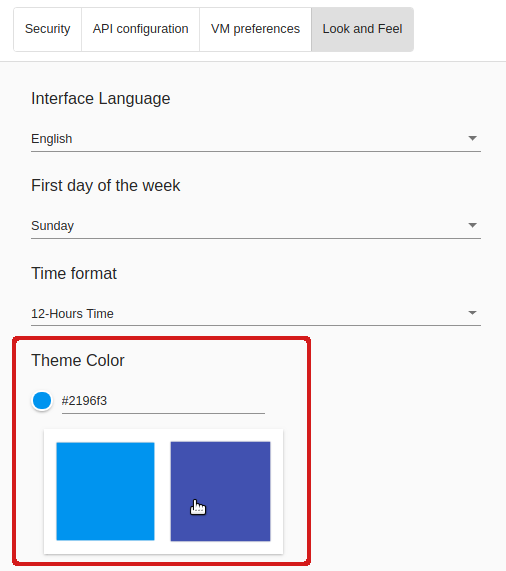 Security API configuration VM preferences Look and Feel
Interface Language
English
First day of the week
Sunday
Time format
12-Hours Time
Theme Color
#2196f3